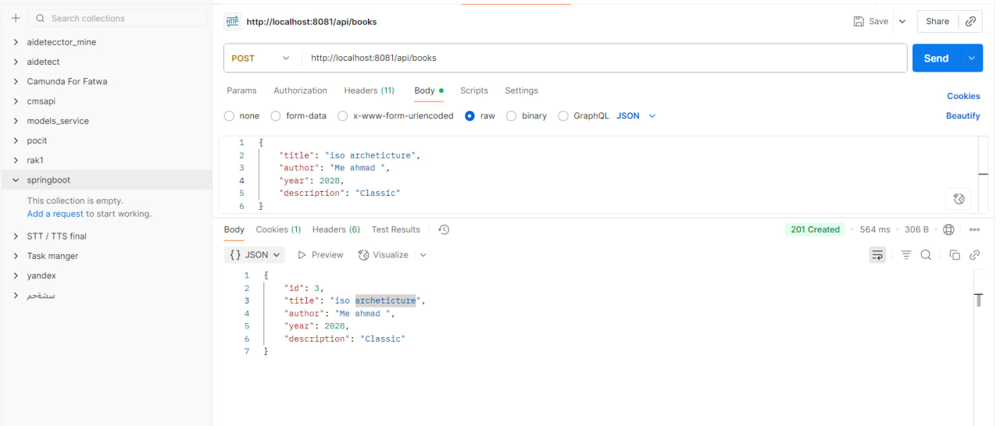 Search collections
aidetecctor_mine
aidetect
Camunda For Fatwa
cmsapi
models_service
pocit
rak1
springboot
This collection is empty.
Add a request to start working.
STT / TTS final
Task manger
yandex
سشةحم
HTTP http://localhost:8081/api/books
Save Share
POST http://localhost:8081/api/books Send
Params Authorization Headers (11) Body Scripts Settings Cookies
none form-data x-www-form-urlencoded raw binary GraphQL JSON Beautify
1 {
2 "title": "iso archeticture",
3 "author": "Me ahmad ",
4 "year": 2028,
5 "description": "Classic"
6 }
Body Cookies (1) Headers (6) Test Results 201 Created 564 ms 306 B
{} JSON Preview Visualize
1 {
2 "id": 3,
3 "title": "iso archeticture",
4 "author": "Me ahmad ",
5 "year": 2028,
6 "description": "Classic"
7 }